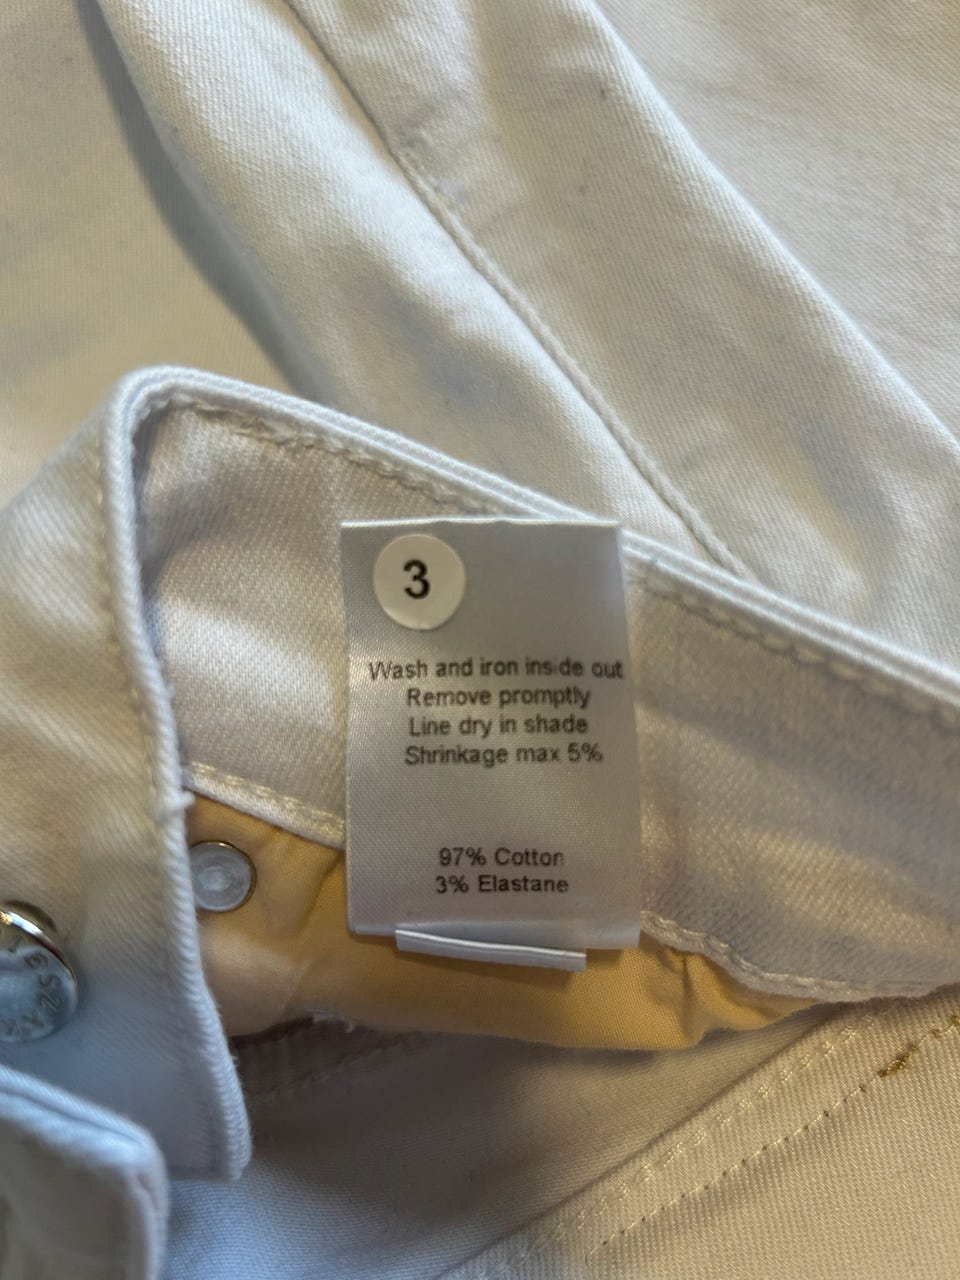 3
Wash and iron inside out
Remove promptly
Line dry in shade
Shrinkage max 5%
97% Cotton
3% Elastane